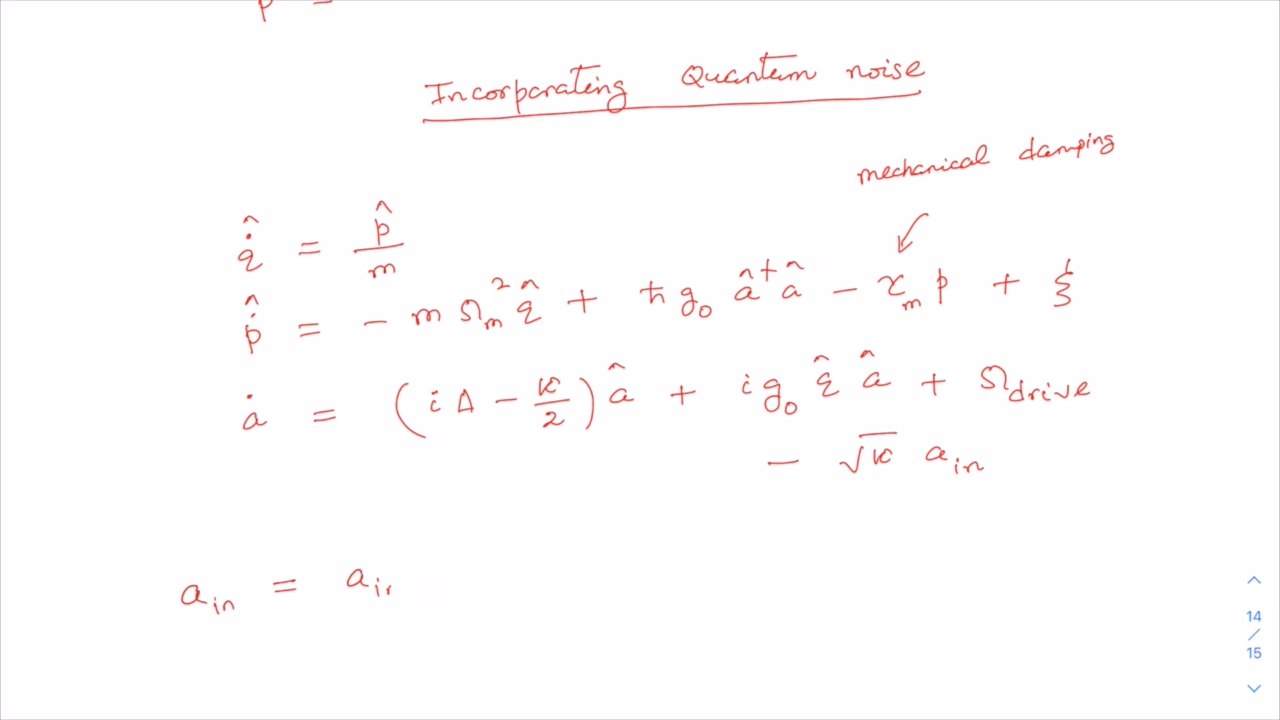 p =
Incorporating Quantum noise
mechanical damping
q̂̇ = p̂/m
p̂̇ = - m Ω_m² q̂ + ħ g₀ â†â - γ_m p + ξ
ȧ = (iΔ - κ/2) â + i g₀ q̂ â + Ω_drive
- √κ a_in
a_in = a_in
14
/
15